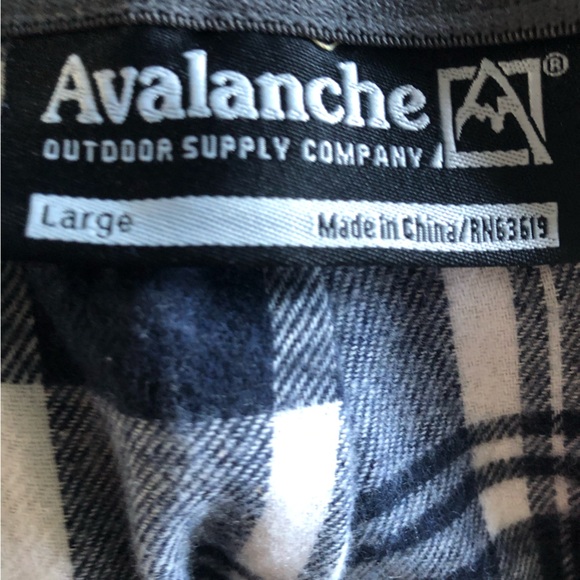 Avalanche ®
OUTDOOR SUPPLY COMPANY
Large Made in China/RN63619